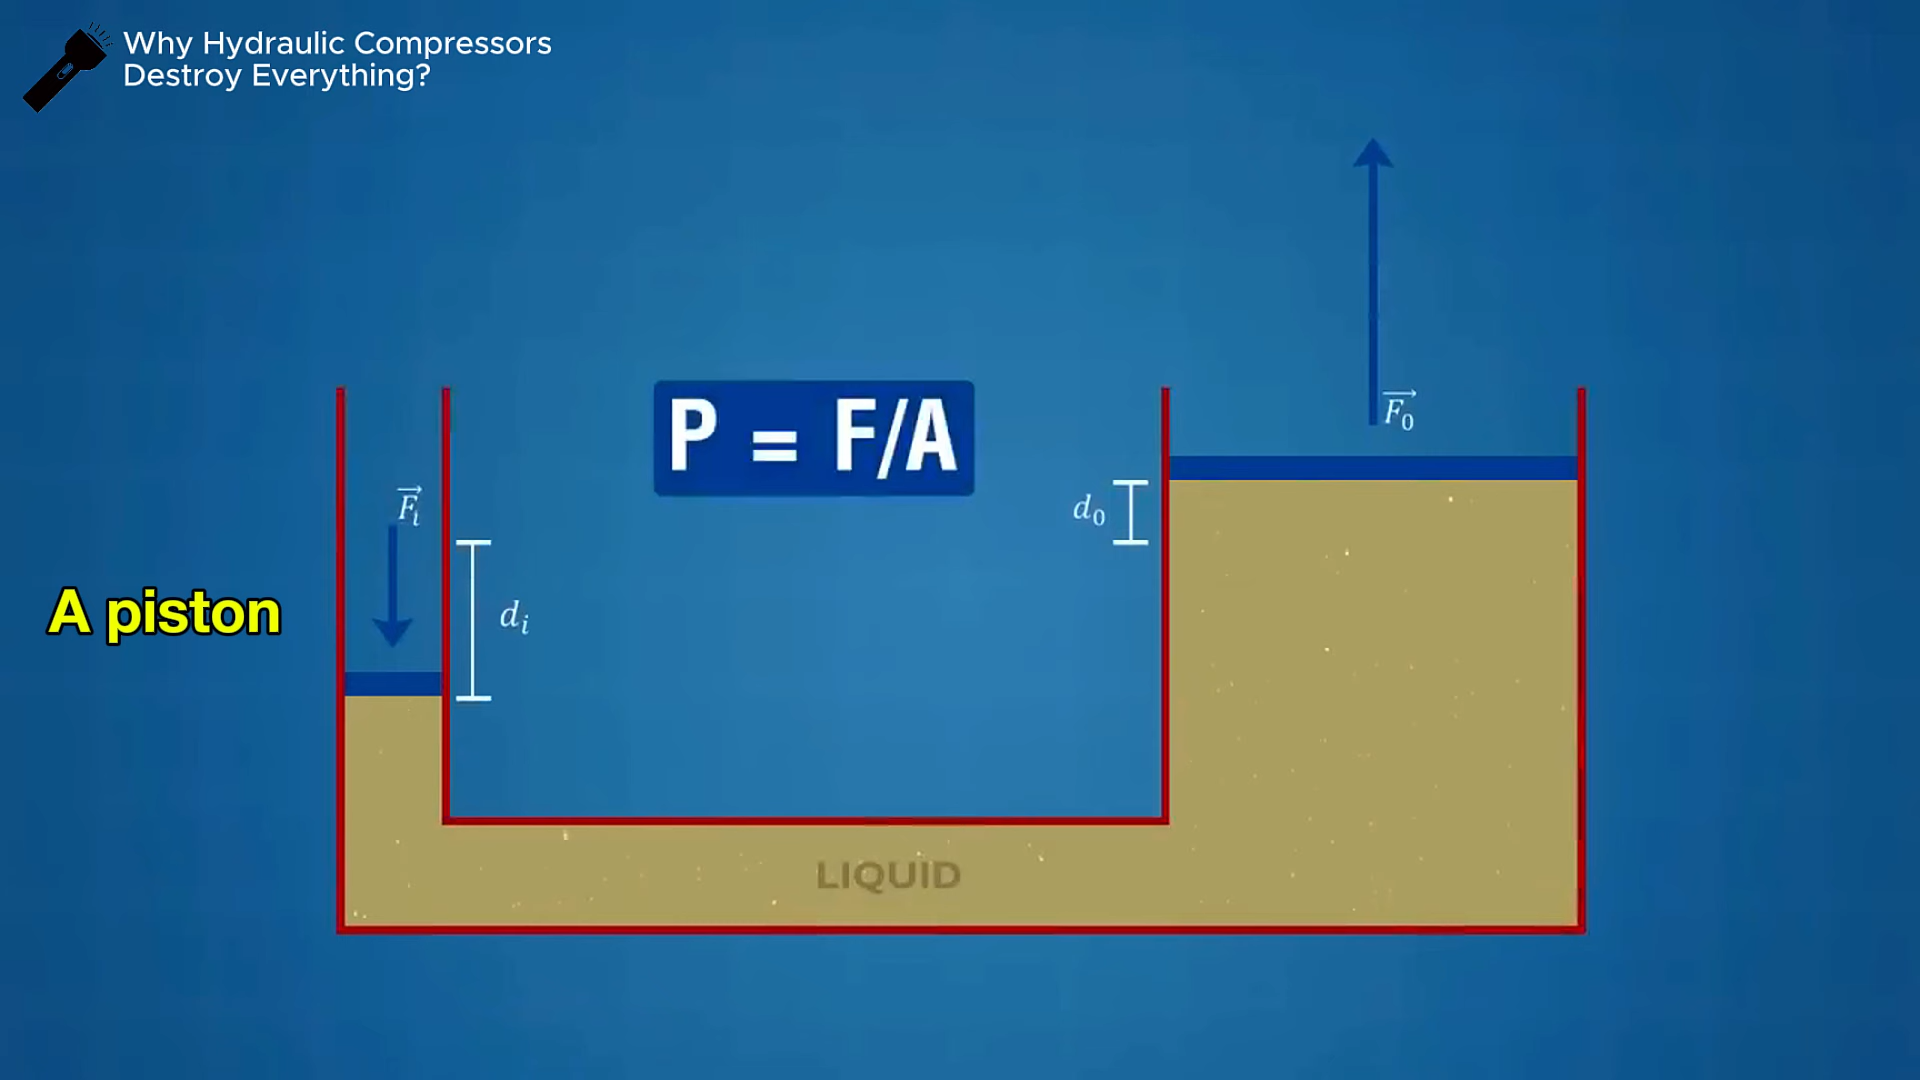 Why Hydraulic Compressors
Destroy Everything?
P = F/A
F₀
Fᵢ
d₀
A piston
dᵢ
LIQUID